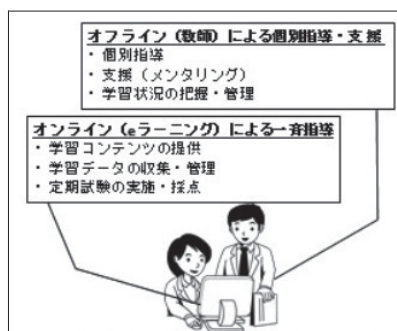 オフライン（教師）による個別指導・支援
・ 個別指導
・ 支援（メンタリング）
・ 学習状況の把握・管理
オンライン（eラーニング）による一斉指導
・ 学習コンテンツの提供
・ 学習データの収集・管理
・ 定期試験の実施・採点